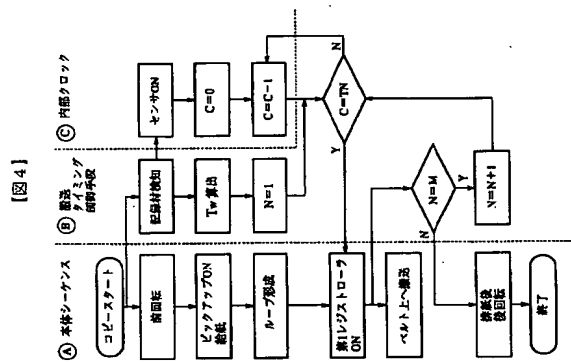 【図4】
Ⓐ 本体シーケンス
コピースタート
前回転
ピックアップON
給紙
ループ形成
第1レジストローラ
ON
ベルト上へ搬送
排紙後
後回転
終了
Ⓑ 搬送
タイミング
制御手段
記録材検知
Tw 算出
N=1
N=M
N
Y
N=N+1
Ⓒ 内部クロック
センサON
C=0
C=C-1
C=TN
Y
N